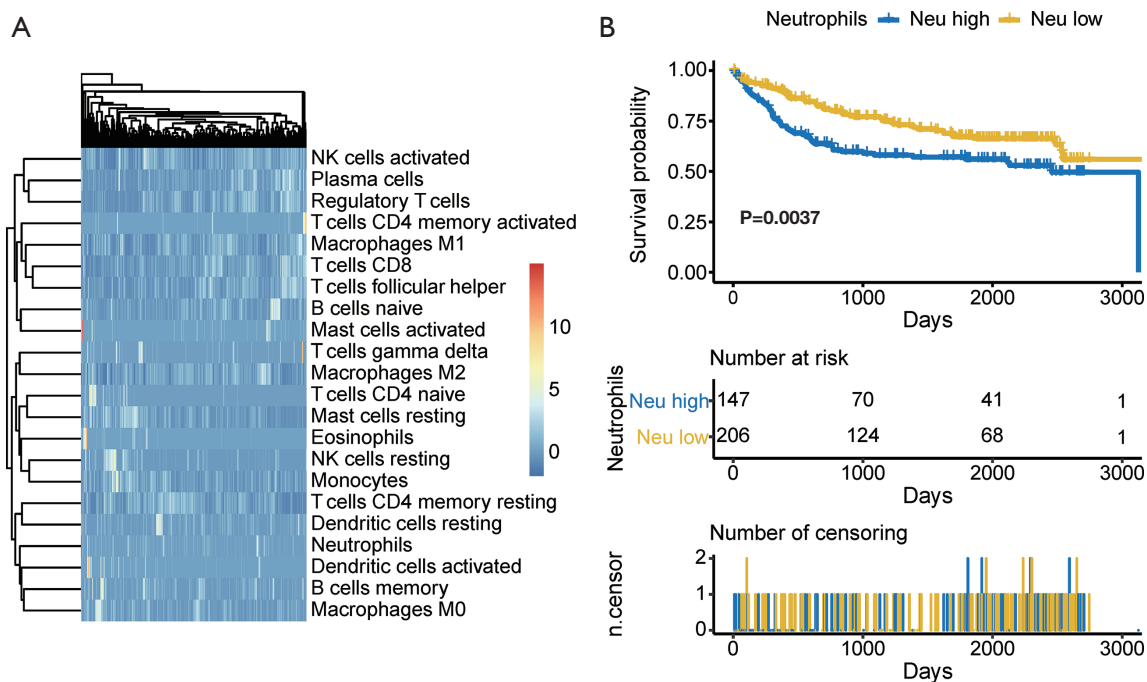 A
NK cells activated
Plasma cells
Regulatory T cells
T cells CD4 memory activated
Macrophages M1
T cells CD8
T cells follicular helper
B cells naive
Mast cells activated
T cells gamma delta
Macrophages M2
T cells CD4 naive
Mast cells resting
Eosinophils
NK cells resting
Monocytes
T cells CD4 memory resting
Dendritic cells resting
Neutrophils
Dendritic cells activated
B cells memory
Macrophages M0
10
5
0
B
Neutrophils Neu high Neu low
Survival probability
1.00
0.75
0.50
0.25
0.00
P=0.0037
0 1000 2000 3000
Days
Number at risk
Neutrophils
Neu high 147 70 41 1
Neu low 206 124 68 1
0 1000 2000 3000
Days
Number of censoring
n.censor
2
1
0
0 1000 2000 3000
Days